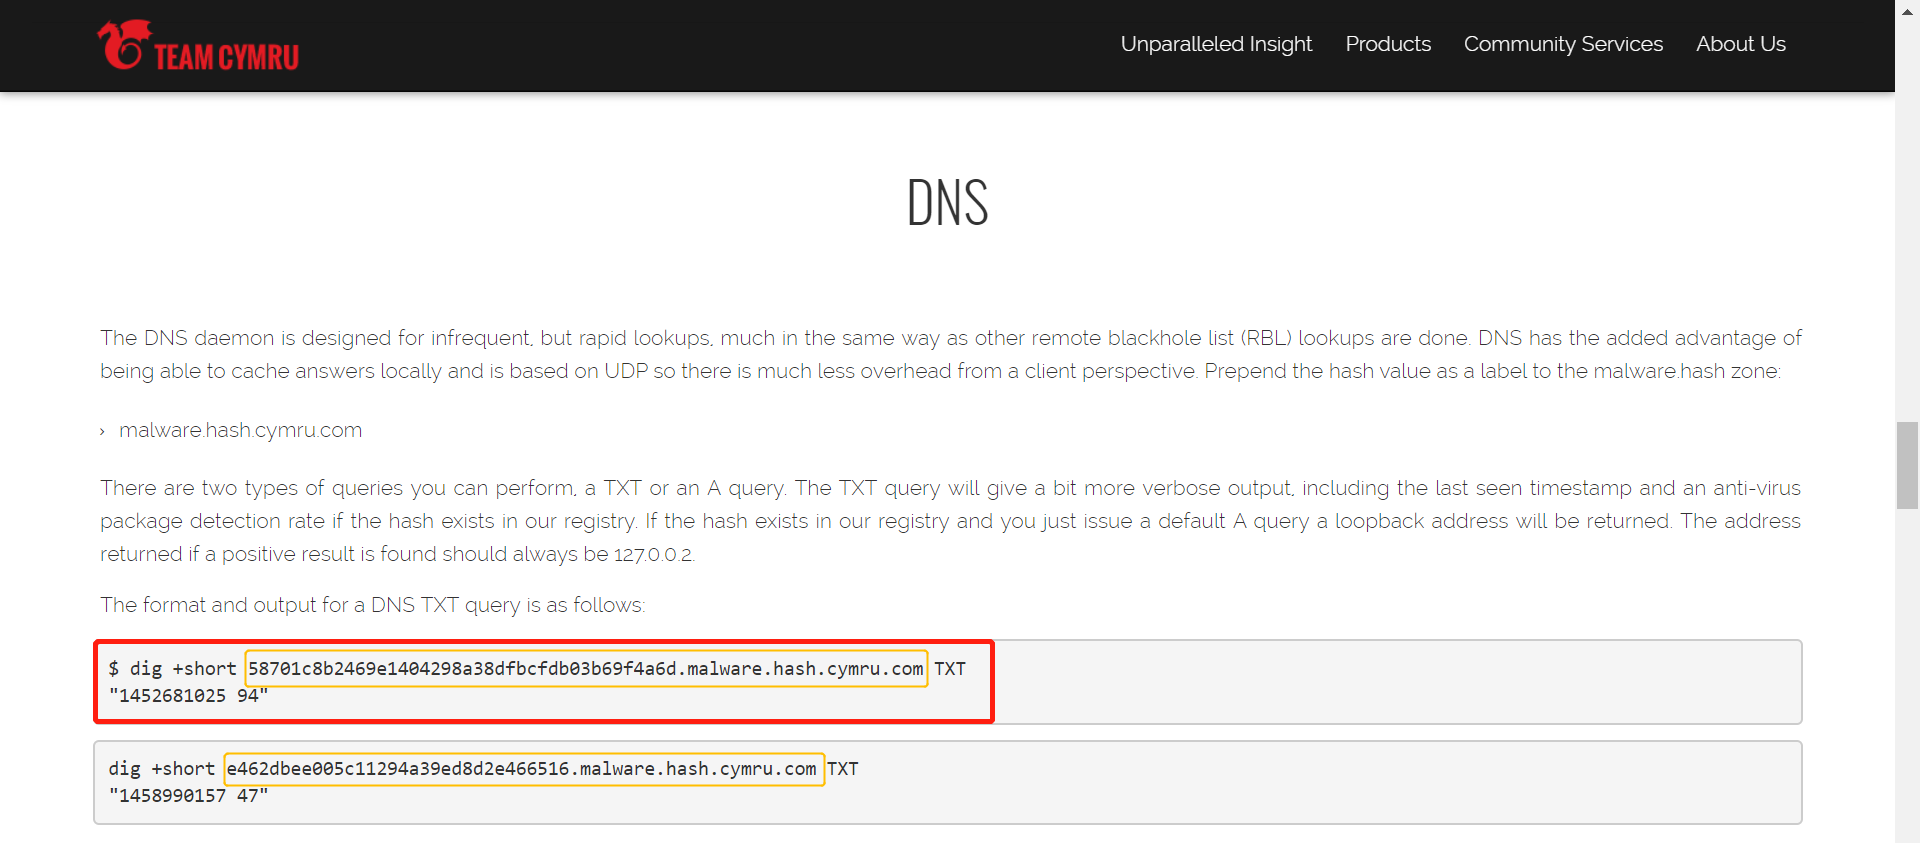 TEAM CYMRU
Unparalleled Insight Products Community Services About Us
DNS
The DNS daemon is designed for infrequent, but rapid lookups, much in the same way as other remote blackhole list (RBL) lookups are done. DNS has the added advantage of
being able to cache answers locally and is based on UDP so there is much less overhead from a client perspective. Prepend the hash value as a label to the malware.hash zone:
› malware.hash.cymru.com
There are two types of queries you can perform, a TXT or an A query. The TXT query will give a bit more verbose output, including the last seen timestamp and an anti-virus
package detection rate if the hash exists in our registry. If the hash exists in our registry and you just issue a default A query a loopback address will be returned. The address
returned if a positive result is found should always be 127.0.0.2.
The format and output for a DNS TXT query is as follows:
$ dig +short 58701c8b2469e1404298a38dfbcfdb03b69f4a6d.malware.hash.cymru.com TXT
"1452681025 94"
dig +short e462dbee005c11294a39ed8d2e466516.malware.hash.cymru.com TXT
"1458990157 47"